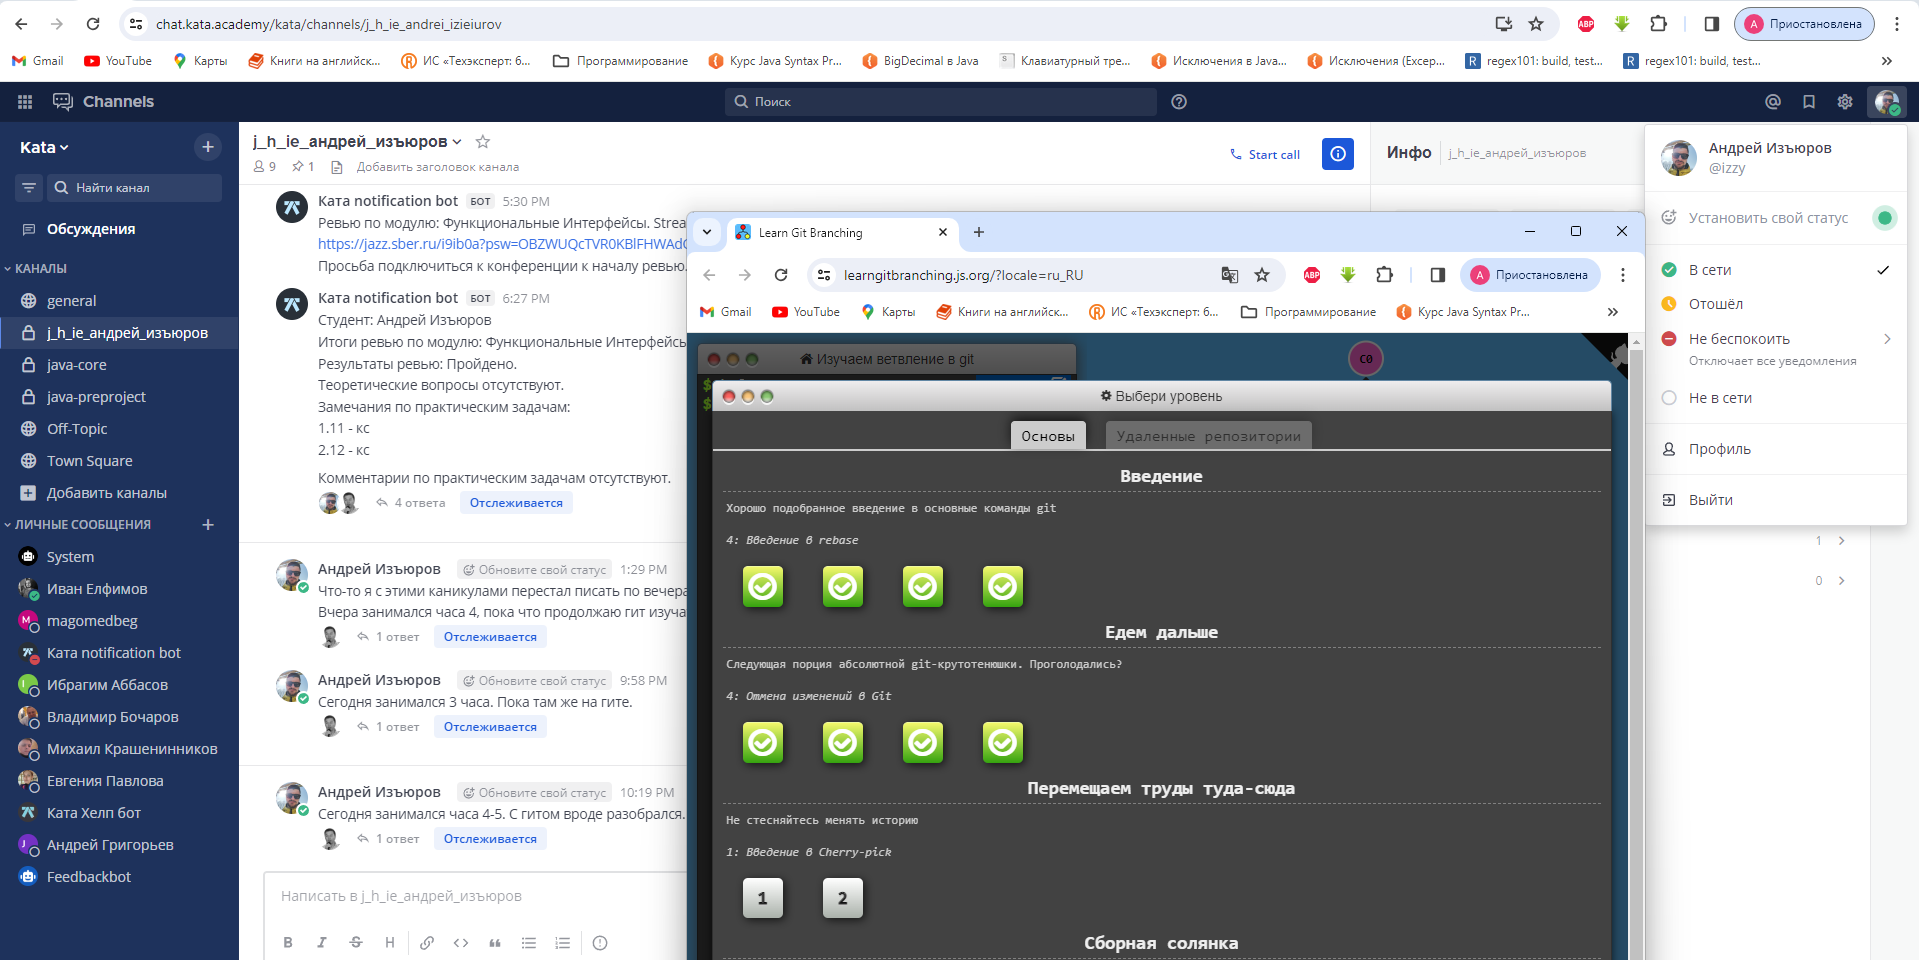 chat.kata.academy/kata/channels/j_h_ie_andrei_izieiurov
ABP
А Приостановлена
Gmail
YouTube
Карты
Книги на английск...
ИС «Техэксперт: 6...
Программирование
Курс Java Syntax Pr...
BigDecimal в Java
Клавиатурный тре...
Исключения в Java...
Исключения (Excep...
regex101: build, test...
regex101: build, test...
Channels
Поиск
Kata
Найти канал
Обсуждения
КАНАЛЫ
general
j_h_ie_андрей_изъюров
java-core
java-preproject
Off-Topic
Town Square
Добавить каналы
ЛИЧНЫЕ СООБЩЕНИЯ
System
Иван Елфимов
magomedbeg
Ката notification bot
Ибрагим Аббасов
Владимир Бочаров
Михаил Крашенинников
Евгения Павлова
Ката Хелп бот
Андрей Григорьев
Feedbackbot
j_h_ie_андрей_изъюров
9
1
Добавить заголовок канала
Start call
Инфо
j_h_ie_андрей_изъюров
Ката notification bot БОТ 5:30 PM
Ревью по модулю: Функциональные Интерфейсы. Strea
https://jazz.sber.ru/i9ib0a?psw=OBZWUQcTVR0KBlFHWAd
Просьба подключиться к конференции к началу ревью.
Ката notification bot БОТ 6:27 PM
Студент: Андрей Изъюров
Итоги ревью по модулю: Функциональные Интерфейсь
Результаты ревью: Пройдено.
Теоретические вопросы отсутствуют.
Замечания по практическим задачам:
1.11 - кс
2.12 - кс
Комментарии по практическим задачам отсутствуют.
4 ответа
Отслеживается
Андрей Изъюров Обновите свой статус 1:29 PM
Что-то я с этими каникулами перестал писать по вечера
Вчера занимался часа 4, пока что продолжаю гит изуча
1 ответ
Отслеживается
Андрей Изъюров Обновите свой статус 9:58 PM
Сегодня занимался 3 часа. Пока там же на гите.
1 ответ
Отслеживается
Андрей Изъюров Обновите свой статус 10:19 PM
Сегодня занимался часа 4-5. С гитом вроде разобрался.
1 ответ
Отслеживается
Написать в j_h_ie_андрей_изъюров
B I S H
Learn Git Branching
learngitbranching.js.org/?locale=ru_RU
ABP
А Приостановлена
Gmail
YouTube
Карты
Книги на английск...
ИС «Техэксперт: 6...
Программирование
Курс Java Syntax Pr...
Изучаем ветвление в git
C0
$
$
Выбери уровень
Основы
Удаленные репозитории
Введение
Хорошо подобранное введение в основные команды git
4: Введение в rebase
Едем дальше
Следующая порция абсолютной git-крутотенюшки. Проголодались?
4: Отмена изменений в Git
Перемещаем труды туда-сюда
Не стесняйтесь менять историю
1: Введение в Cherry-pick
1
2
Сборная солянка
Андрей Изъюров
@izzy
Установить свой статус
В сети
Отошёл
Не беспокоить
Отключает все уведомления
Не в сети
Профиль
Выйти
1
0